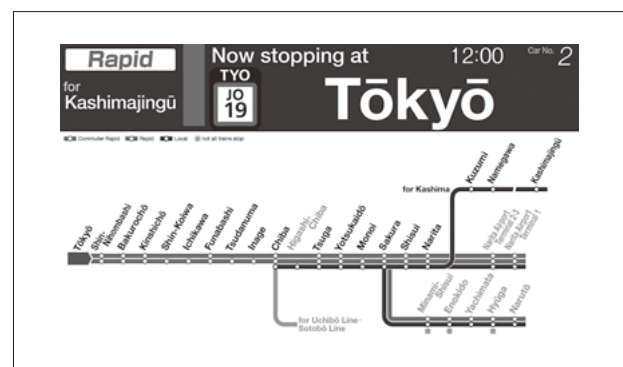 Rapid
for
Kashimajingū
Now stopping at
12:00
Car No. 2
TYO
JO
19
Tōkyō
Commuter Rapid
Rapid
Local
not all trains stop
for Kashima
Kuzumi
Namegawa
Kashimajingū
Tōkyō
Shin-
Nihombashi
Bakurochō
Kinshichō
Shin-Koiwa
Ichikawa
Funabashi
Tsudanuma
Inage
Chiba
Higashi-
Chiba
Tsuga
Yotsukaidō
Monoi
Sakura
Shisui
Narita
Narita Airport
Terminal 2·3
Narita Airport
Terminal 1
Minami-
Shisui
Enokido
Yachimata
Hyūga
Narutō
for Uchibō Line·
Sotobō Line